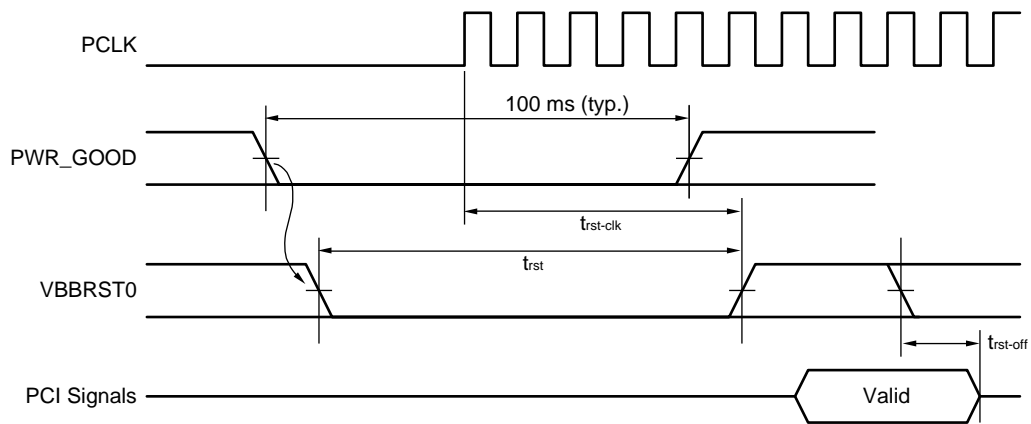 PCLK
100 ms (typ.)
PWR_GOOD
trst-clk
trst
VBBRST0
trst-off
PCI Signals
Valid